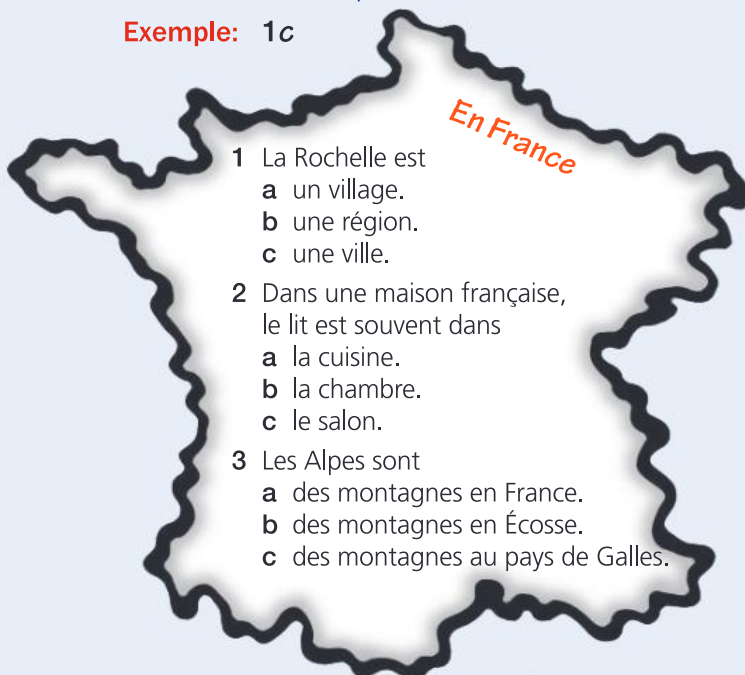 Exemple: 1c
En France
1 La Rochelle est
a un village.
b une région.
c une ville.
2 Dans une maison française,
le lit est souvent dans
a la cuisine.
b la chambre.
c le salon.
3 Les Alpes sont
a des montagnes en France.
b des montagnes en Écosse.
c des montagnes au pays de Galles.